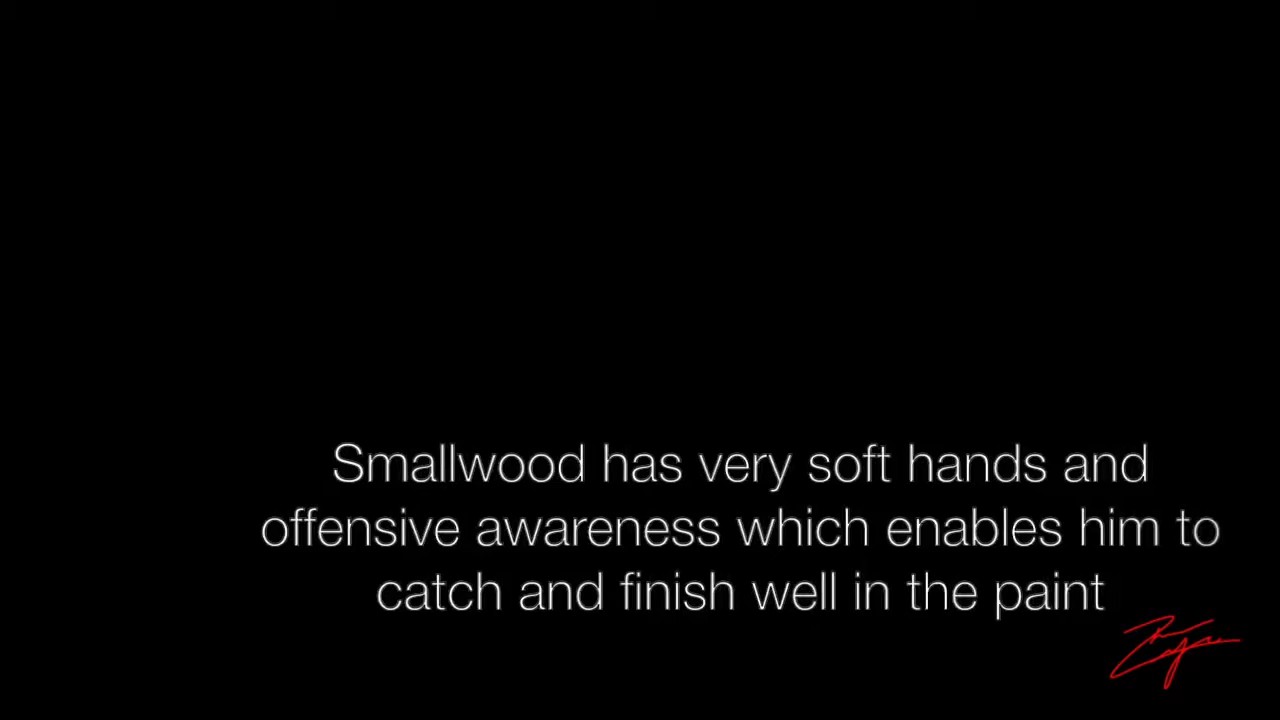 Smallwood has very soft hands and
offensive awareness which enables him to
catch and finish well in the paint